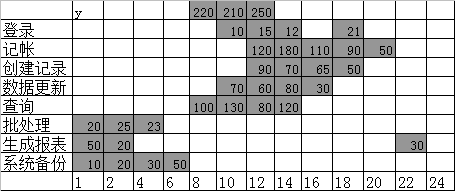 y 220 210 250
登录 10 15 12 21
记帐 120 180 110 90 50
创建记录 90 70 65 50
数据更新 70 60 80 30
查询 100 130 80 120
批处理 20 25 23
生成报表 50 20 30
系统备份 10 20 30 50
1 2 4 6 8 10 12 14 16 18 20 22 24